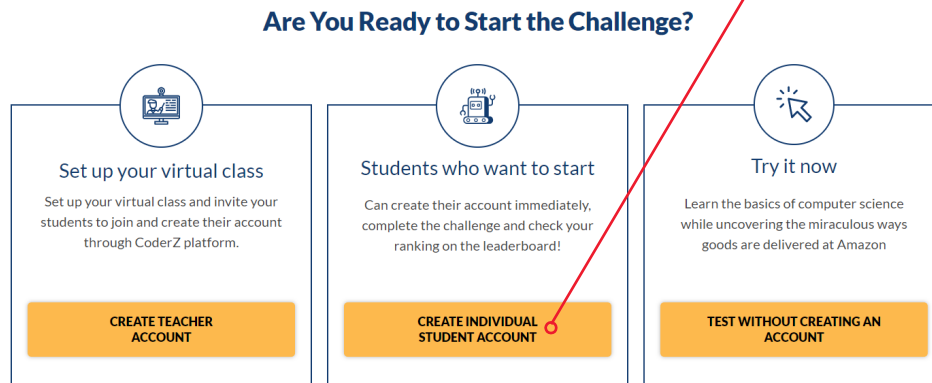 Are You Ready to Start the Challenge?
Set up your virtual class
Set up your virtual class and invite your
students to join and create their account
through CoderZ platform.
CREATE TEACHER
ACCOUNT
Students who want to start
Can create their account immediately,
complete the challenge and check your
ranking on the leaderboard!
CREATE INDIVIDUAL
STUDENT ACCOUNT
Try it now
Learn the basics of computer science
while uncovering the miraculous ways
goods are delivered at Amazon
TEST WITHOUT CREATING AN
ACCOUNT